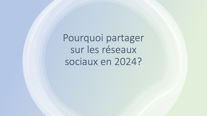 Pourquoi partager
sur les réseaux
sociaux en 2024?